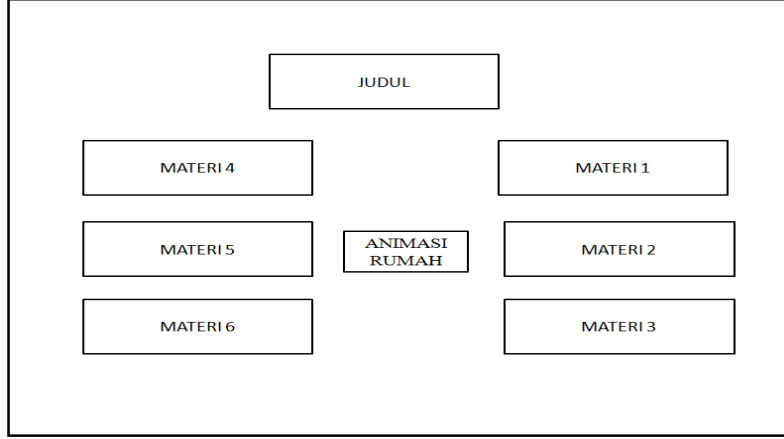 JUDUL
MATERI 4
MATERI 1
MATERI 5
ANIMASI
RUMAH
MATERI 2
MATERI 6
MATERI 3